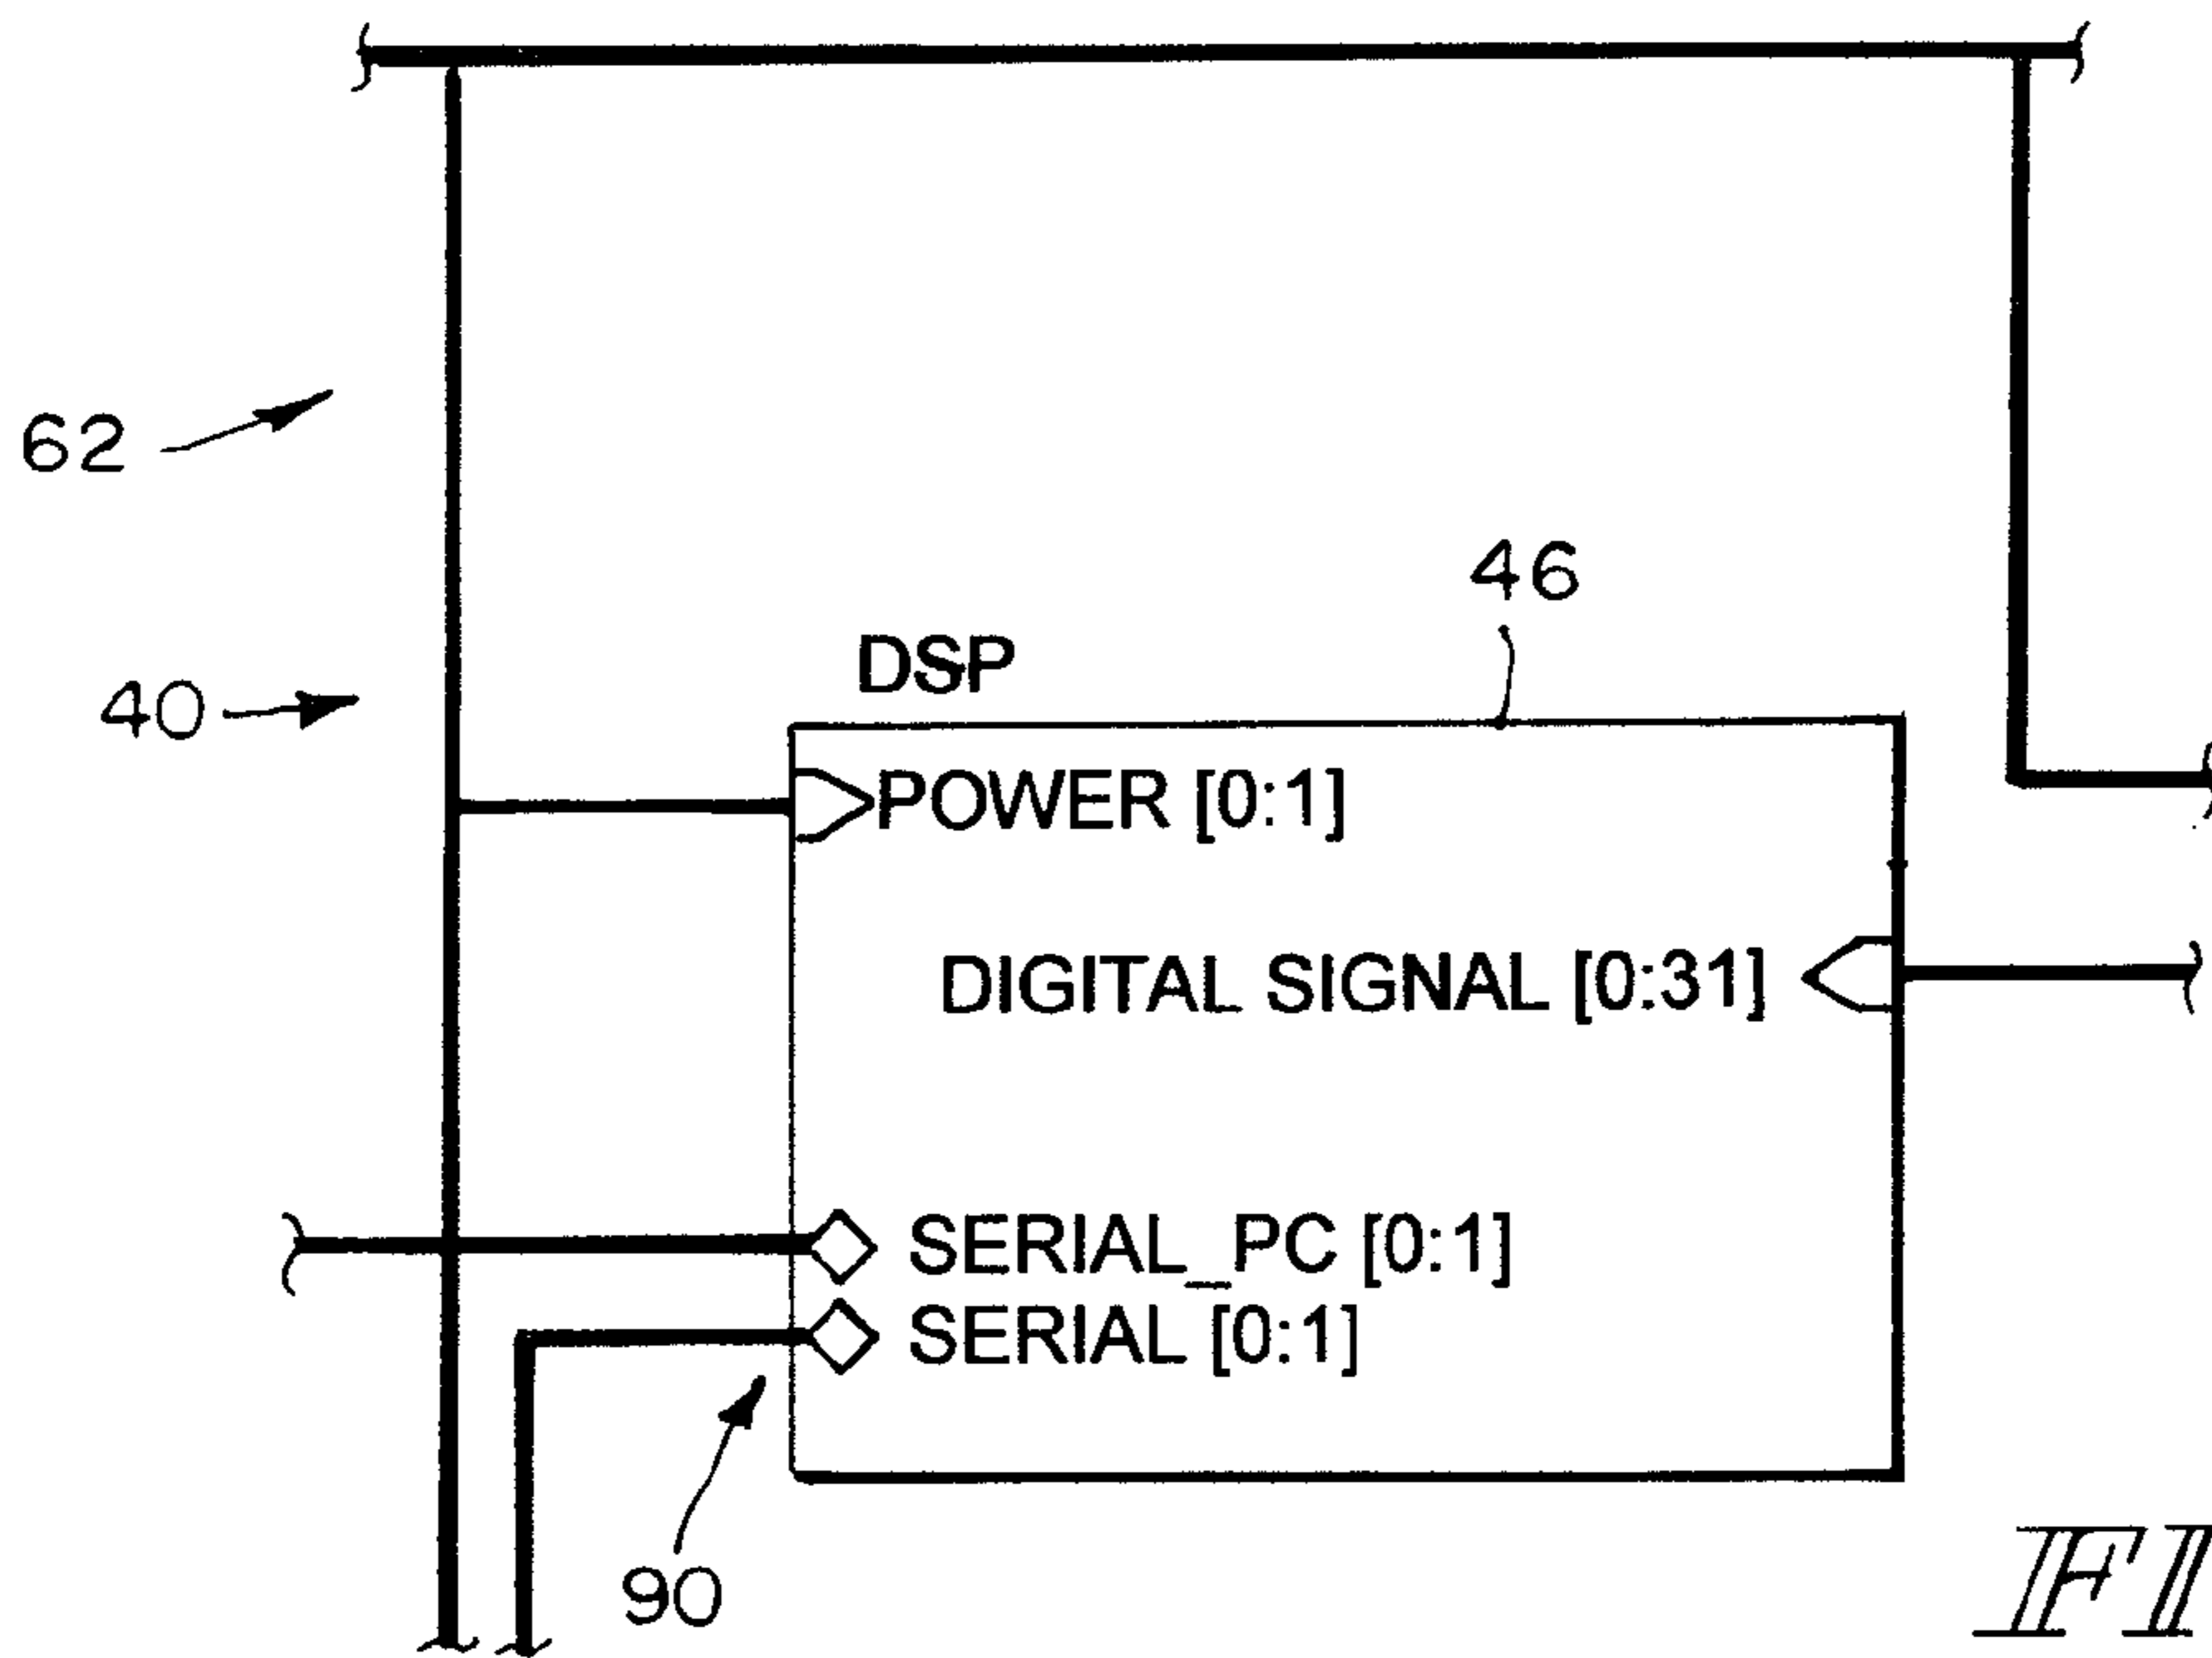 62
46
DSP
40
POWER [0:1]
DIGITAL SIGNAL [0:31]
SERIAL_PC [0:1]
SERIAL [0:1]
90